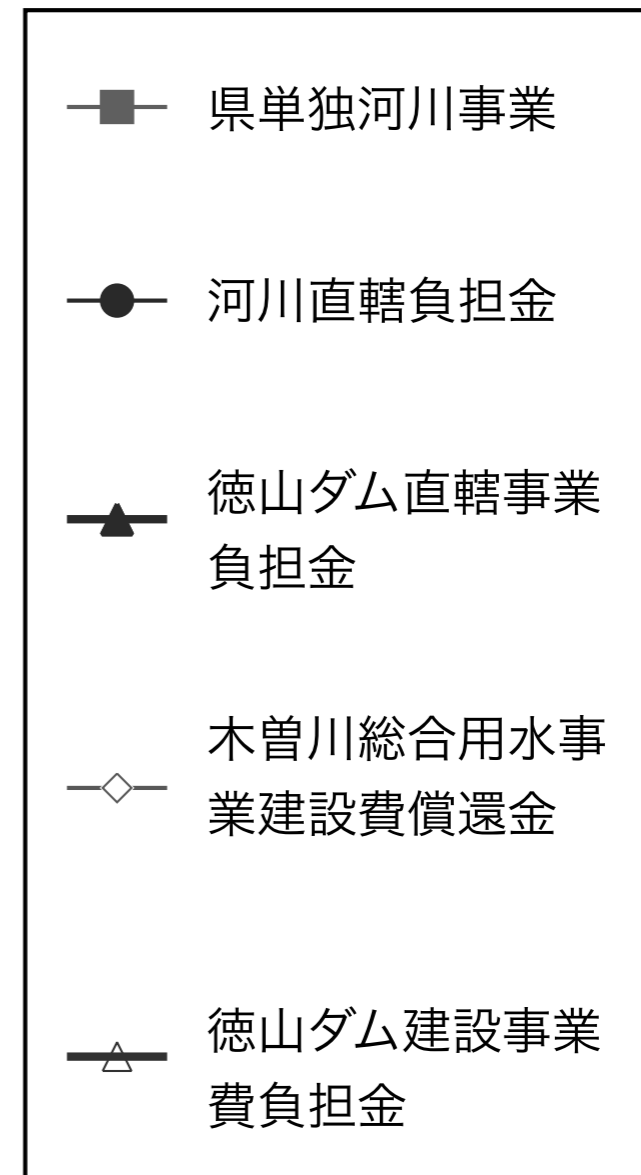 県単独河川事業
河川直轄負担金
徳山ダム直轄事業
負担金
木曽川総合用水事
業建設費償還金
徳山ダム建設事業
費負担金